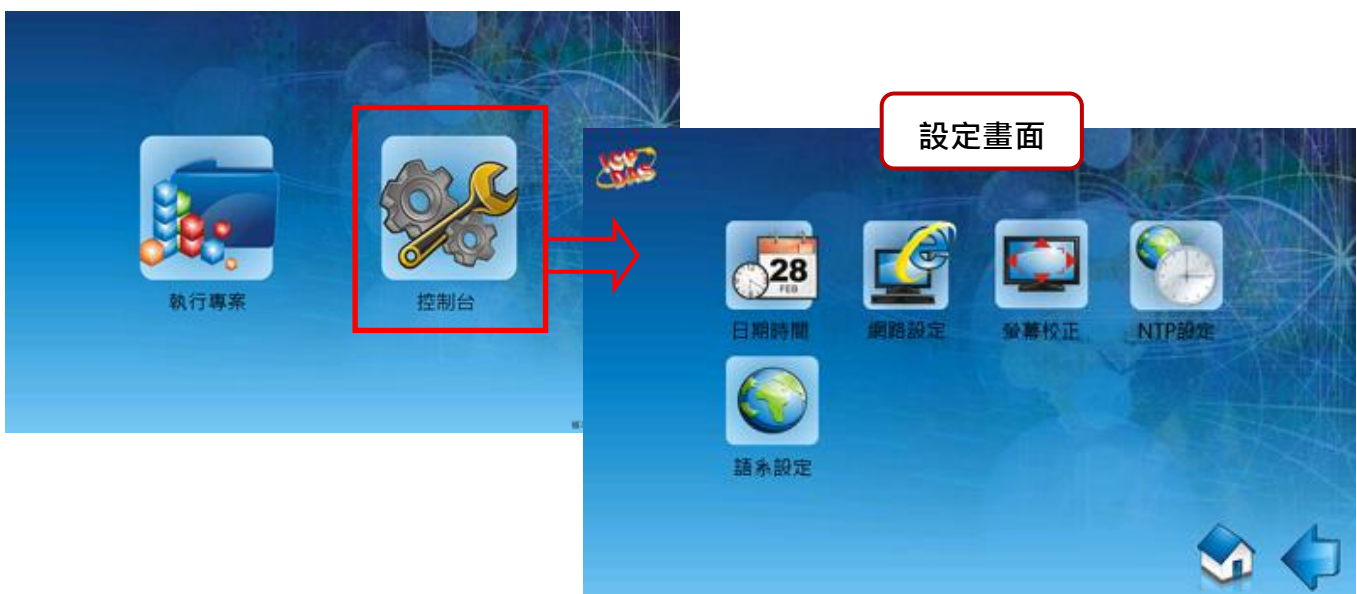 執行專案
控制台
設定畫面
ICP
DAS
28
FEB
日期時間
網路設定
螢幕校正
NTP設定
語系設定